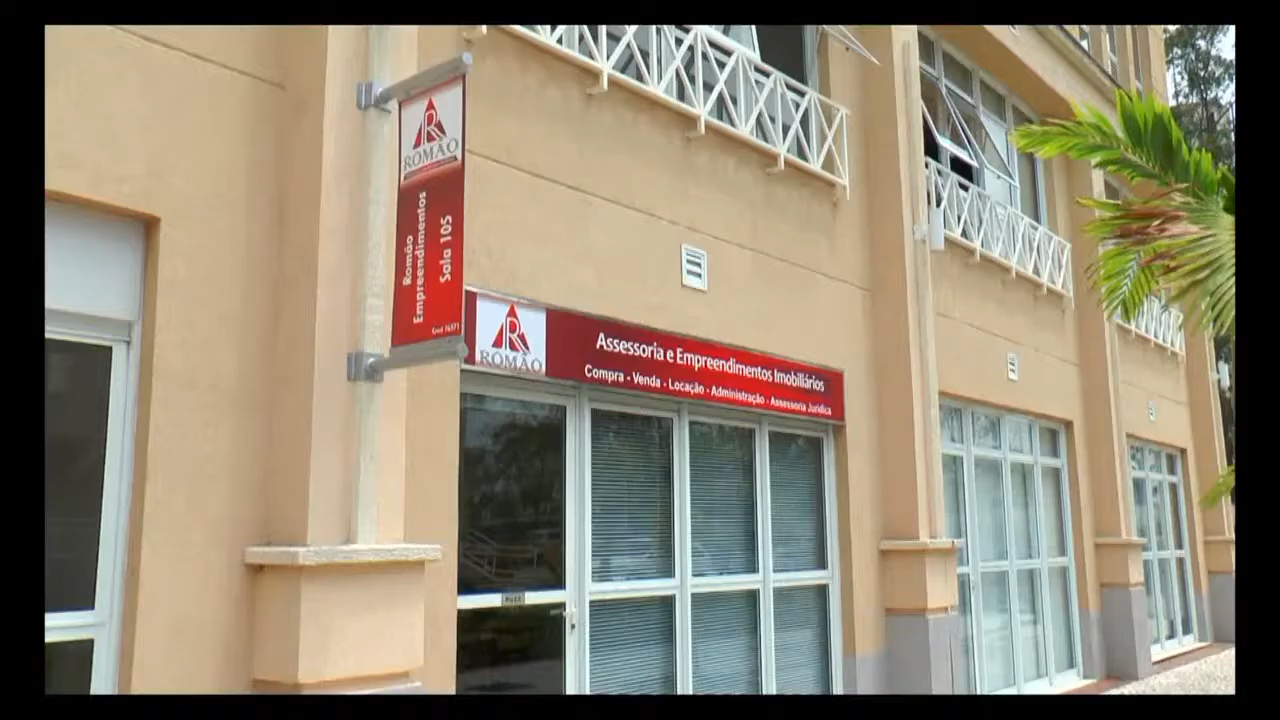 ROMÃO
Romão
Empreendimentos
Sala 105
R
ROMÃO
Assessoria e Empreendimentos Imobiliários
Compra - Venda - Locação - Administração - Assessoria Jurídica